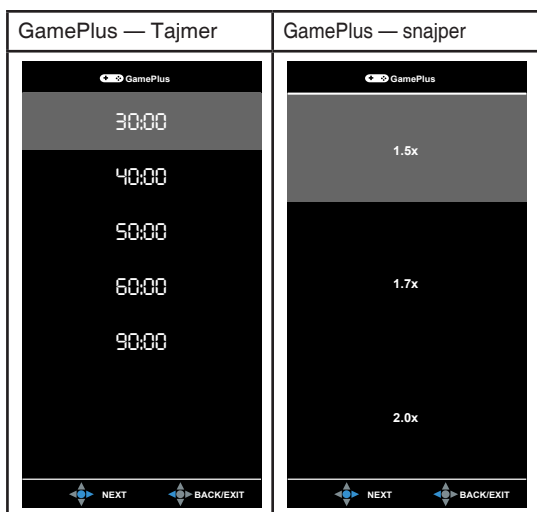 GamePlus — Tajmer
GamePlus — snajper
GamePlus
30:00
40:00
50:00
60:00
90:00
NEXT BACK/EXIT
GamePlus
1.5x
1.7x
2.0x
NEXT BACK/EXIT